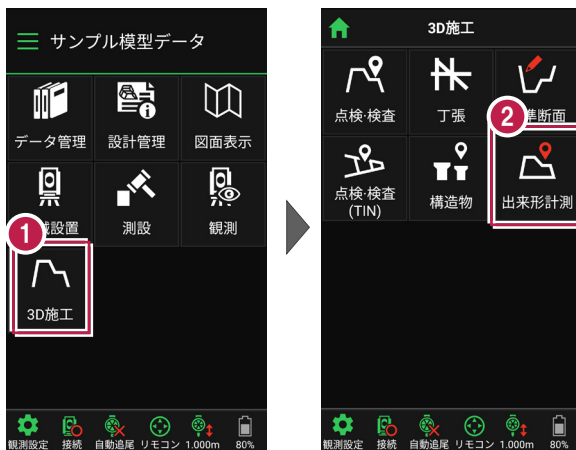 サンプル模型データ
データ管理
設計管理
図面表示
械設置
測設
観測
1
3D施工
観測設定
接続
自動追尾
リモコン
1.000m
80%
3D施工
点検・検査
丁張
準断面
2
点検・検査
(TIN)
構造物
出来形計測
観測設定
接続
自動追尾
リモコン
1.000m
80%